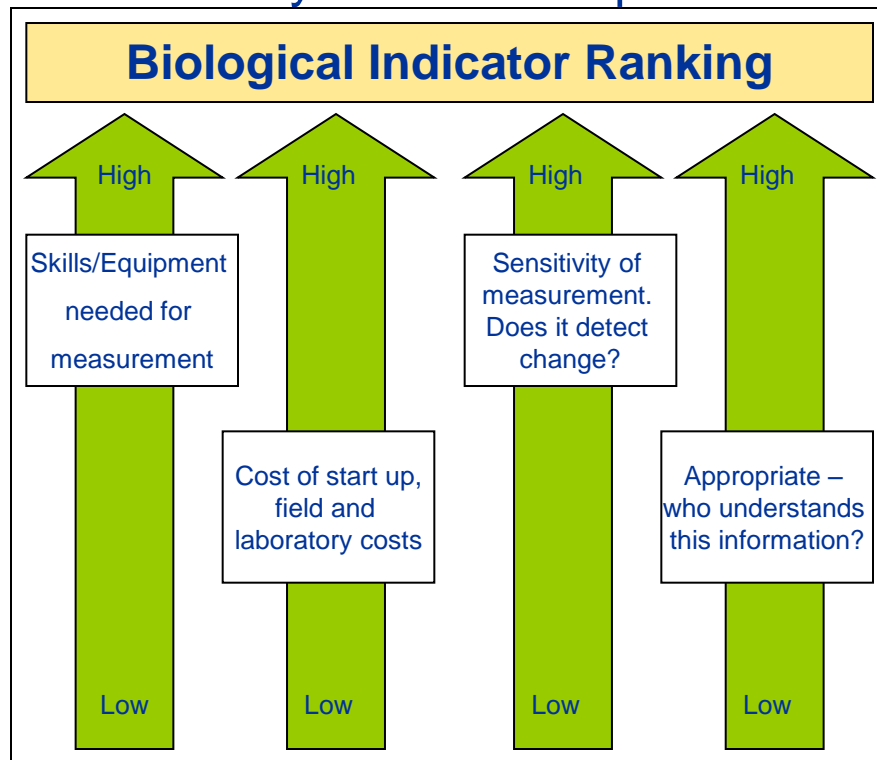 Biological Indicator Ranking
High
High
High
High
Skills/Equipment
needed for
measurement
Sensitivity of
measurement.
Does it detect
change?
Cost of start up,
field and
laboratory costs
Appropriate –
who understands
this information?
Low
Low
Low
Low